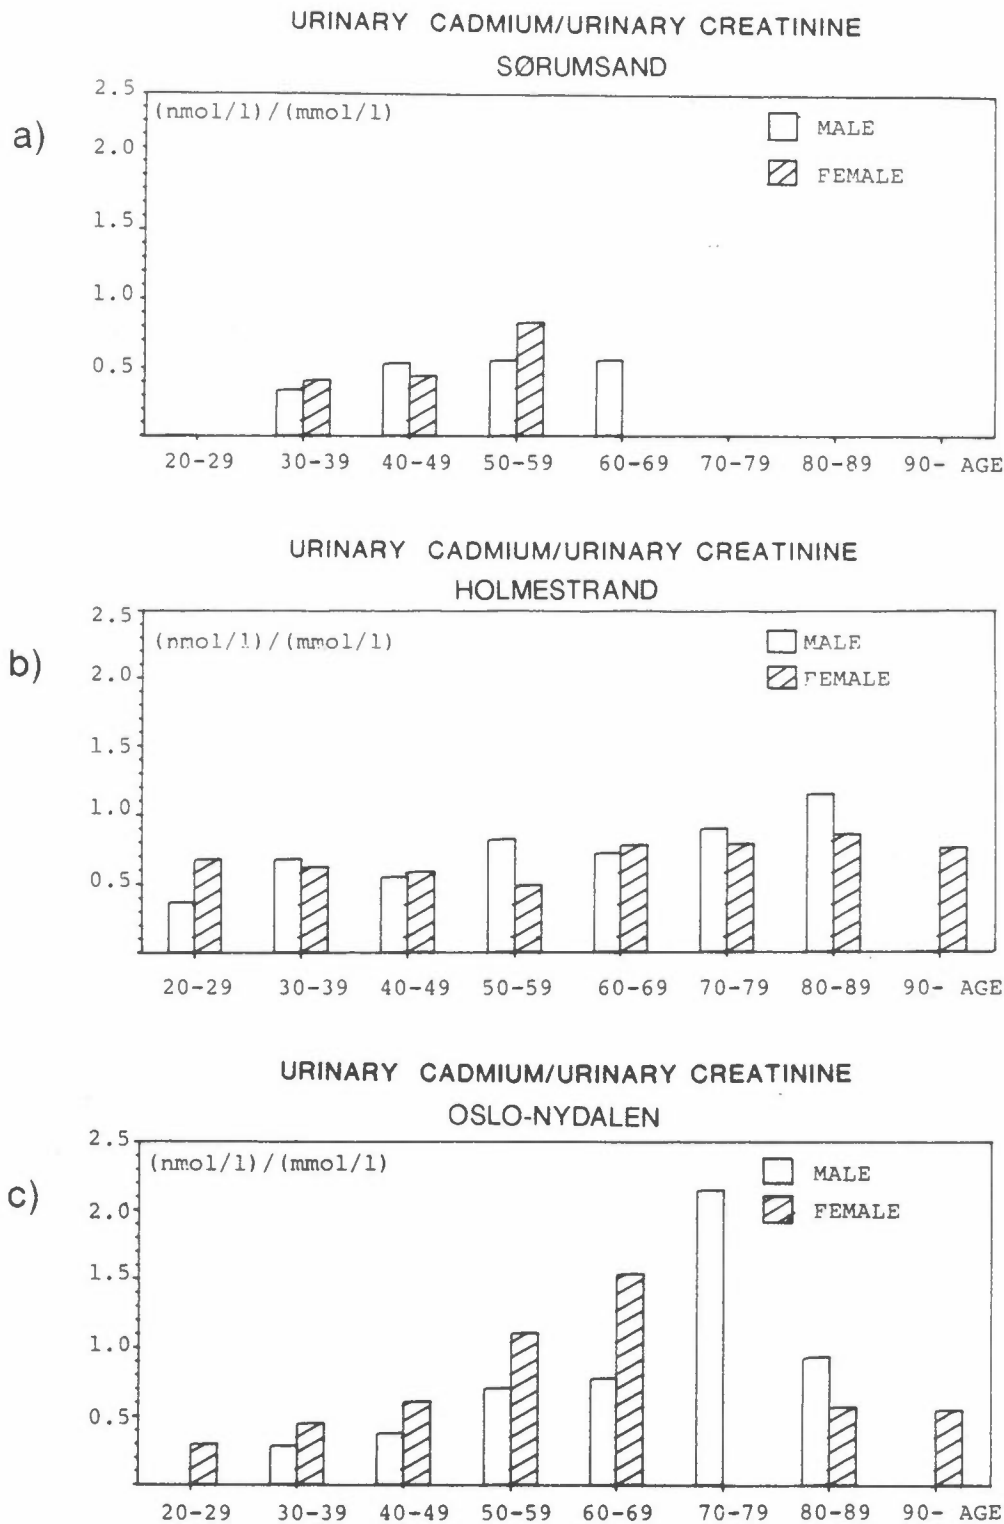 URINARY CADMIUM/URINARY CREATININE
SØRUMSAND
a)
2.5
(nmol/l)/(mmol/l)
MALE
2.0
FEMALE
1.5
1.0
0.5
20-29 30-39 40-49 50-59 60-69 70-79 80-89 90- AGE
URINARY CADMIUM/URINARY CREATININE
HOLMESTRAND
b)
2.5
(nmol/l)/(mmol/l)
MALE
2.0
FEMALE
1.5
1.0
0.5
20-29 30-39 40-49 50-59 60-69 70-79 80-89 90- AGE
URINARY CADMIUM/URINARY CREATININE
OSLO-NYDALEN
c)
2.5
(nmol/l)/(mmol/l)
MALE
2.0
FEMALE
1.5
1.0
0.5
20-29 30-39 40-49 50-59 60-69 70-79 80-89 90- AGE